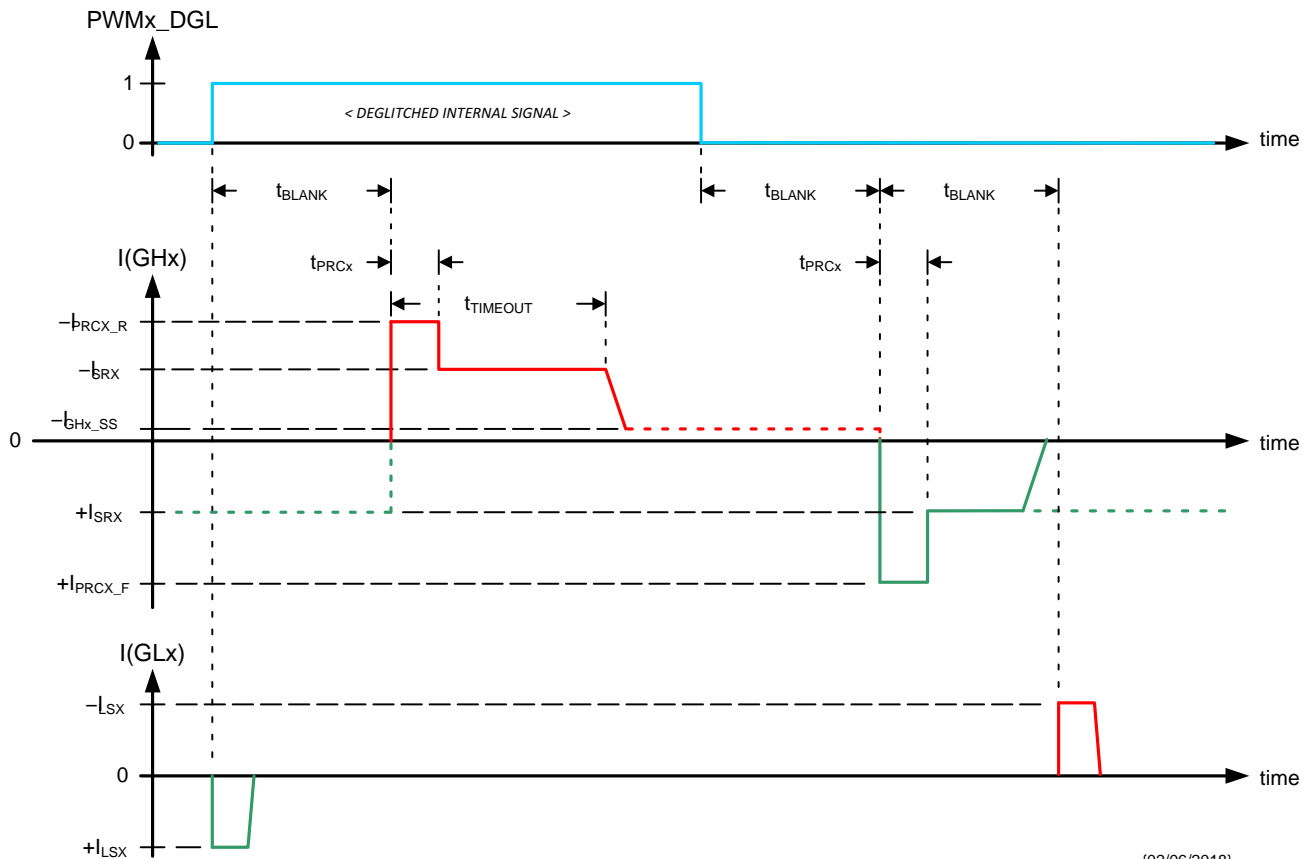 PWMx_DGL
1
< DEGLITCHED INTERNAL SIGNAL >
0
time
tBLANK
tBLANK
tBLANK
I(GHx)
tPRCx
tPRCx
tTIMEOUT
–IPRCX_R
–ISRX
–IGHx_SS
0
time
+ISRX
+IPRCX_F
I(GLx)
–ILSX
0
time
+ILSX